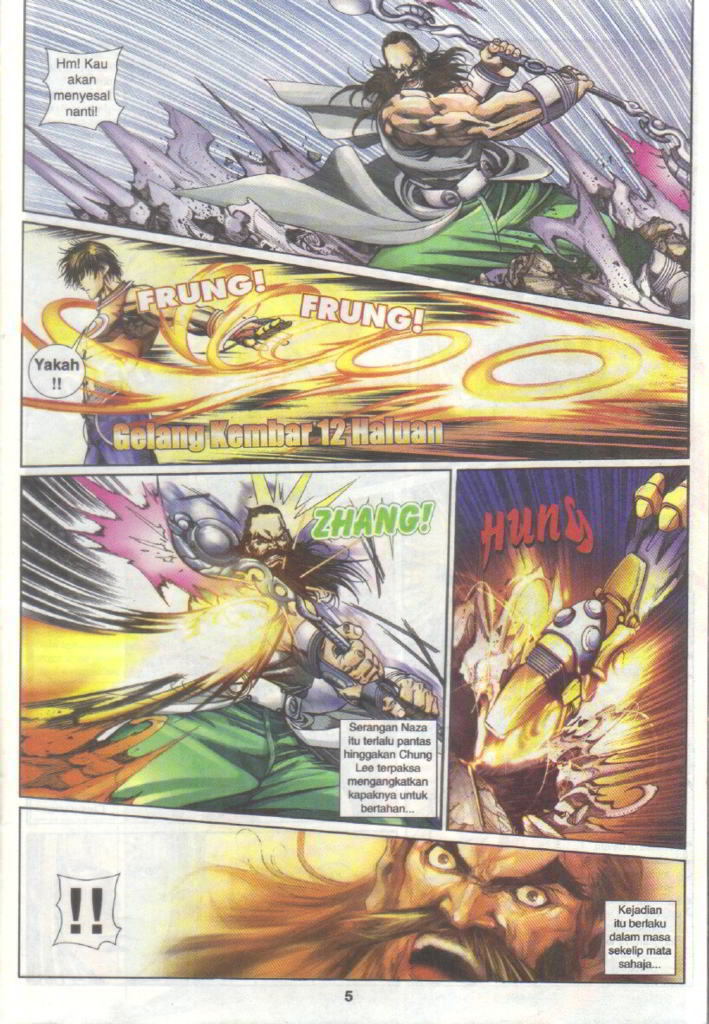 Hm! Kau
akan
menyesal
nanti!
FRUNG!
FRUNG!
Yakah
!!
Gelang Kembar 12 Haluan
ZHANG!
HUNG
Serangan Naza
itu terlalu pantas
hinggakan Chung
Lee terpaksa
mengangkatkan
kapaknya untuk
bertahan...
!!
Kejadian
itu berlaku
dalam masa
sekelip mata
sahaja...
5